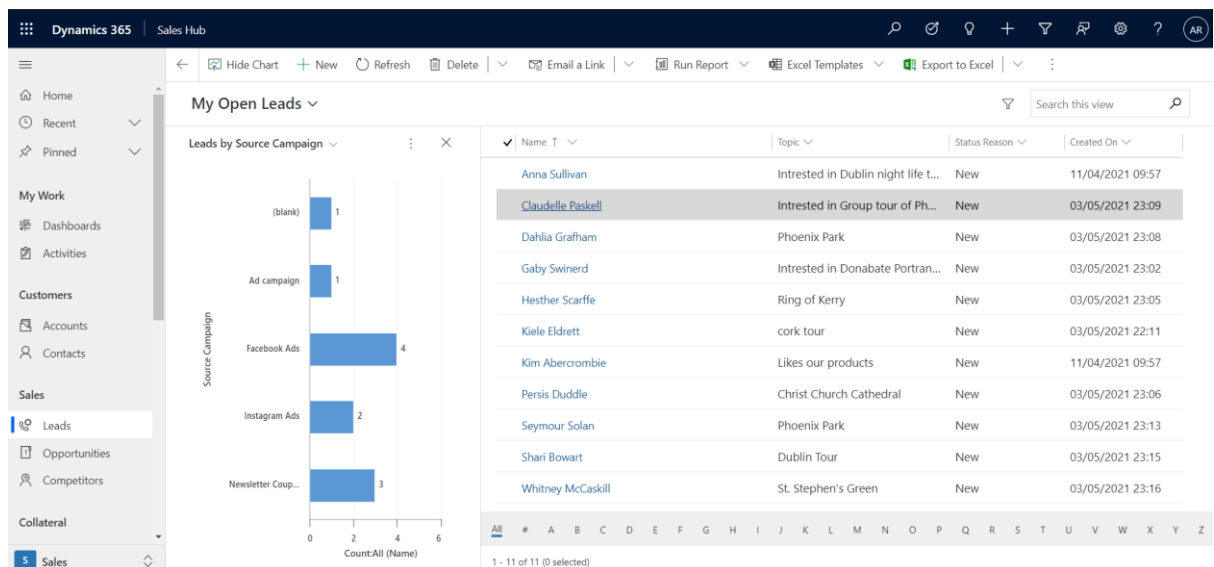 Dynamics 365 Sales Hub AR
Hide Chart New Refresh Delete Email a Link Run Report Excel Templates Export to Excel
Home
Recent
Pinned
My Work
Dashboards
Activities
Customers
Accounts
Contacts
Sales
Leads
Opportunities
Competitors
Collateral
S Sales
My Open Leads
Search this view
Leads by Source Campaign
Source Campaign
(blank) 1
Ad campaign 1
Facebook Ads 4
Instagram Ads 2
Newsletter Coup... 3
0 2 4 6
Count:All (Name)
Name Topic Status Reason Created On
Anna Sullivan Intrested in Dublin night life t... New 11/04/2021 09:57
Claudelle Paskell Intrested in Group tour of Ph... New 03/05/2021 23:09
Dahlia Grafham Phoenix Park New 03/05/2021 23:08
Gaby Swinerd Intrested in Donabate Portran... New 03/05/2021 23:02
Hesther Scarffe Ring of Kerry New 03/05/2021 23:05
Kiele Eldrett cork tour New 03/05/2021 22:11
Kim Abercrombie Likes our products New 11/04/2021 09:57
Persis Duddle Christ Church Cathedral New 03/05/2021 23:06
Seymour Solan Phoenix Park New 03/05/2021 23:13
Shari Bowart Dublin Tour New 03/05/2021 23:15
Whitney McCaskill St. Stephen's Green New 03/05/2021 23:16
All # A B C D E F G H I J K L M N O P Q R S T U V W X Y Z
1 - 11 of 11 (0 selected)